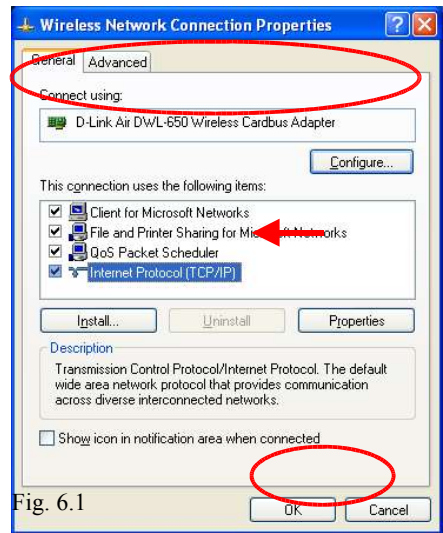 Wireless Network Connection Properties
General Advanced
Connect using:
D-Link Air DWL-650 Wireless Cardbus Adapter
Configure...
This connection uses the following items:
Client for Microsoft Networks
File and Printer Sharing for Microsoft Networks
QoS Packet Scheduler
Internet Protocol (TCP/IP)
Install... Uninstall Properties
Description
Transmission Control Protocol/Internet Protocol. The default
wide area network protocol that provides communication
across diverse interconnected networks.
Show icon in notification area when connected
Fig. 6.1
OK Cancel